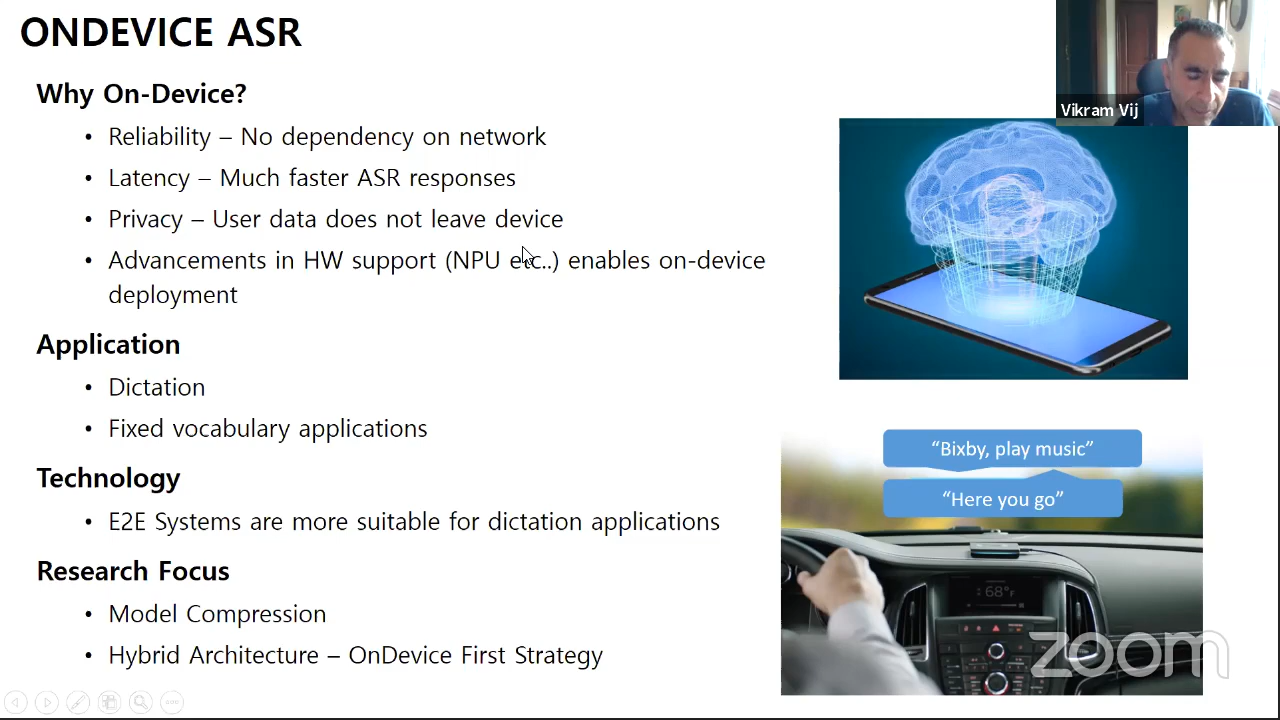 ONDEVICE ASR
Vikram Vij
Why On-Device?
• Reliability – No dependency on network
• Latency – Much faster ASR responses
• Privacy – User data does not leave device
• Advancements in HW support (NPU etc..) enables on-device
deployment
Application
• Dictation
• Fixed vocabulary applications
Technology
• E2E Systems are more suitable for dictation applications
Research Focus
• Model Compression
• Hybrid Architecture – OnDevice First Strategy
“Bixby, play music”
“Here you go”
68°F
zoom